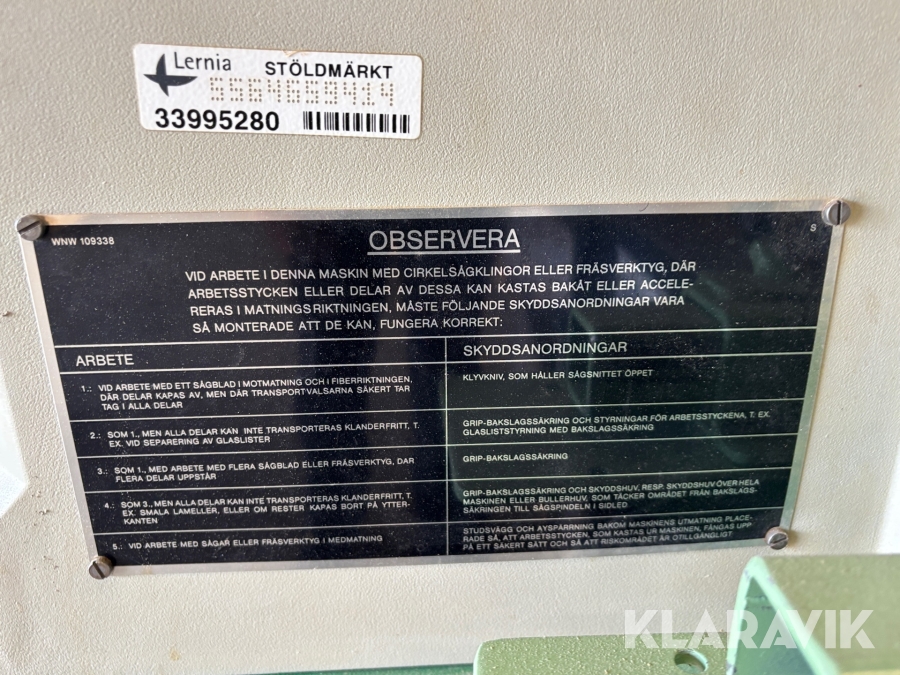 Lernia STÖLDMÄRKT
5564659414
33995280
WNW 109338
OBSERVERA
S
VID ARBETE I DENNA MASKIN MED CIRKELSÅGKLINGOR ELLER FRÄSVERKTYG, DÄR
ARBETSSTYCKEN ELLER DELAR AV DESSA KAN KASTAS BAKÅT ELLER ACCELE-
RERAS I MATNINGSRIKTNINGEN, MÅSTE FÖLJANDE SKYDDSANORDNINGAR VARA
SÅ MONTERADE ATT DE KAN, FUNGERA KORREKT:
ARBETE
SKYDDSANORDNINGAR
1.: VID ARBETE MED ETT SÅGBLAD I MOTMATNING OCH I FIBERRIKTNINGEN,
DÄR DELAR KAPAS AV, MEN DÄR TRANSPORTVALSARNA SÄKERT TAR
TAG I ALLA DELAR
KLYVKNIV, SOM HÅLLER SÅGSNITTET ÖPPET
2.: SOM 1., MEN ALLA DELAR KAN INTE TRANSPORTERAS KLANDERFRITT, T.
EX. VID SEPARERING AV GLASLISTER
GRIP-BAKSLAGSSÄKRING OCH STYRNINGAR FÖR ARBETSSTYCKENA, T. EX.
GLASLISTSTYRNING MED BAKSLAGSSÄKRING
3.: SOM 1., MED ARBETE MED FLERA SÅGBLAD ELLER FRÄSVERKTYG, DÄR
FLERA DELAR UPPSTÅR
GRIP-BAKSLAGSSÄKRING
4.: SOM 3., MEN ALLA DELAR KAN INTE TRANSPORTERAS KLANDERFRITT, T.
EX. SMALA LAMELLER, ELLER OM RESTER KAPAS BORT PÅ YTTER-
KANTEN
GRIP-BAKSLAGSSÄKRING OCH SKYDDSHUV, RESP. SKYDDSHUV ÖVER HELA
MASKINEN ELLER BULLERHUV, SOM TÄCKER OMRÅDET FRÅN BAKSLAGS-
SÄKRINGEN TILL SÅGSPINDELN I SIDLED.
5.: VID ARBETE MED SÅGAR ELLER FRÄSVERKTYG I MEDMATNING
STUDSVÄGG OCH AVSPÄRRNING BAKOM MASKINENS UTMATNING PLACE-
RADE SÅ, ATT ARBETSSTYCKEN, SOM KASTAS UR MASKINEN, FÅNGAS UPP
PÅ ETT SÄKERT SÄTT OCH SÅ ATT RISKOMRÅDET ÄR OTILLGÄNGLIGT
KLARAVIK